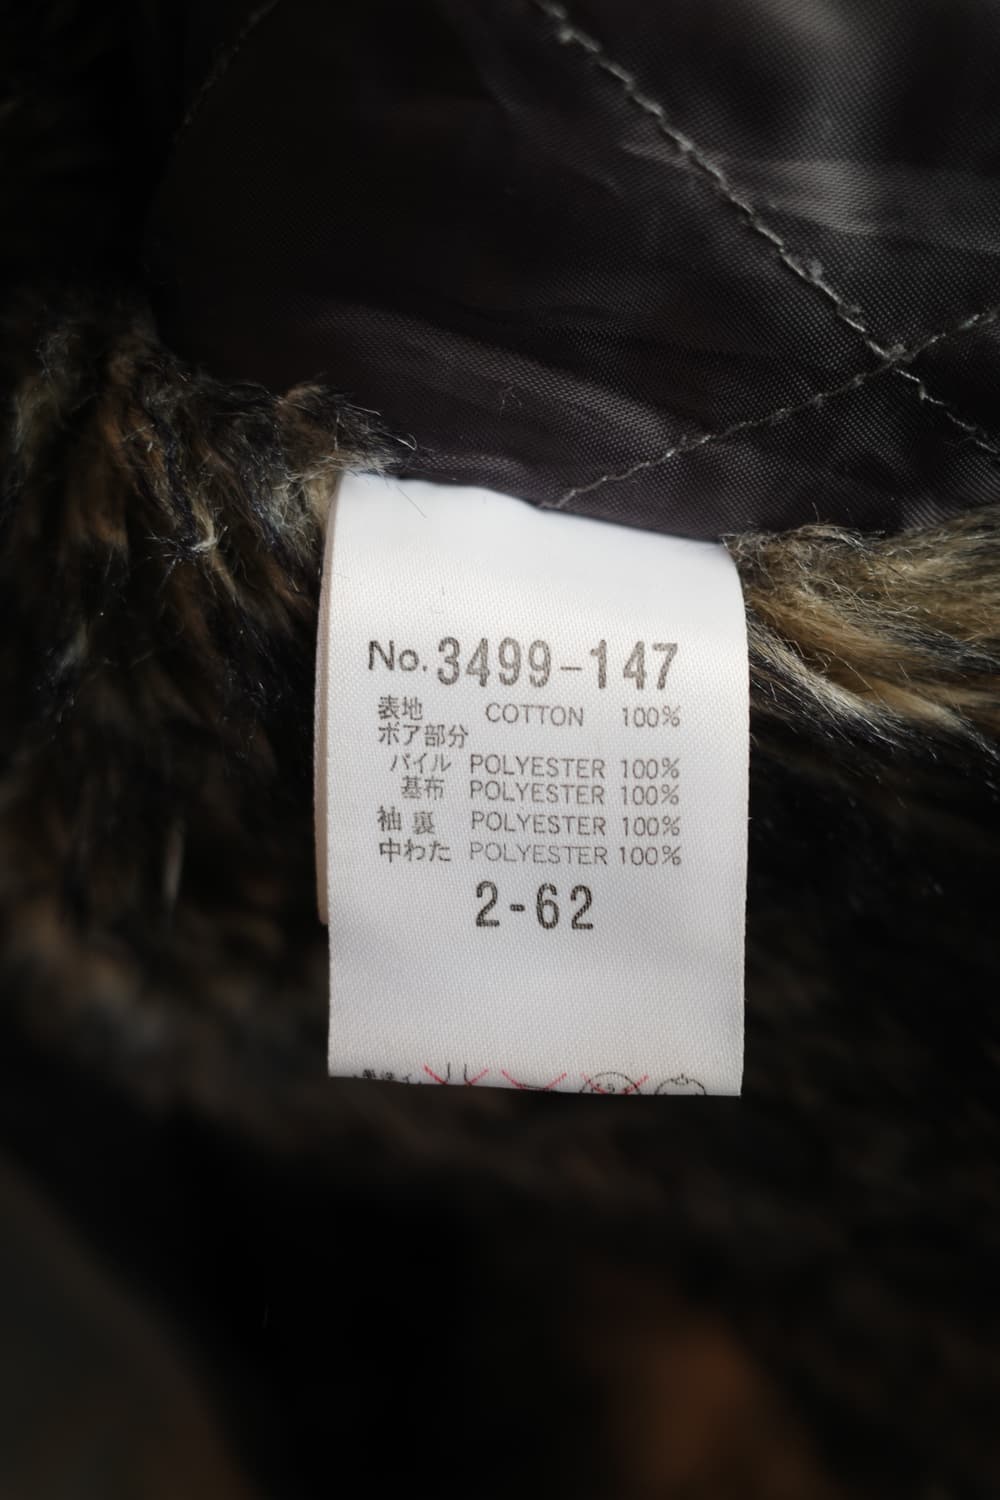 No.3499-147
表地 COTTON 100%
ボア部分
パイル POLYESTER 100%
基布 POLYESTER 100%
袖裏 POLYESTER 100%
中わた POLYESTER 100%
2-62